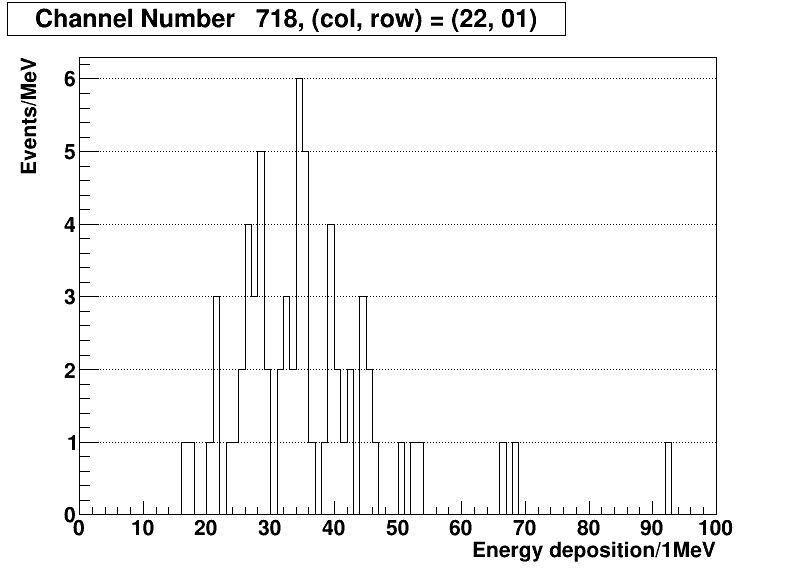 Channel Number 718, (col, row) = (22, 01)
Events/MeV
6
5
4
3
2
1
0
0 10 20 30 40 50 60 70 80 90 100
Energy deposition/1MeV